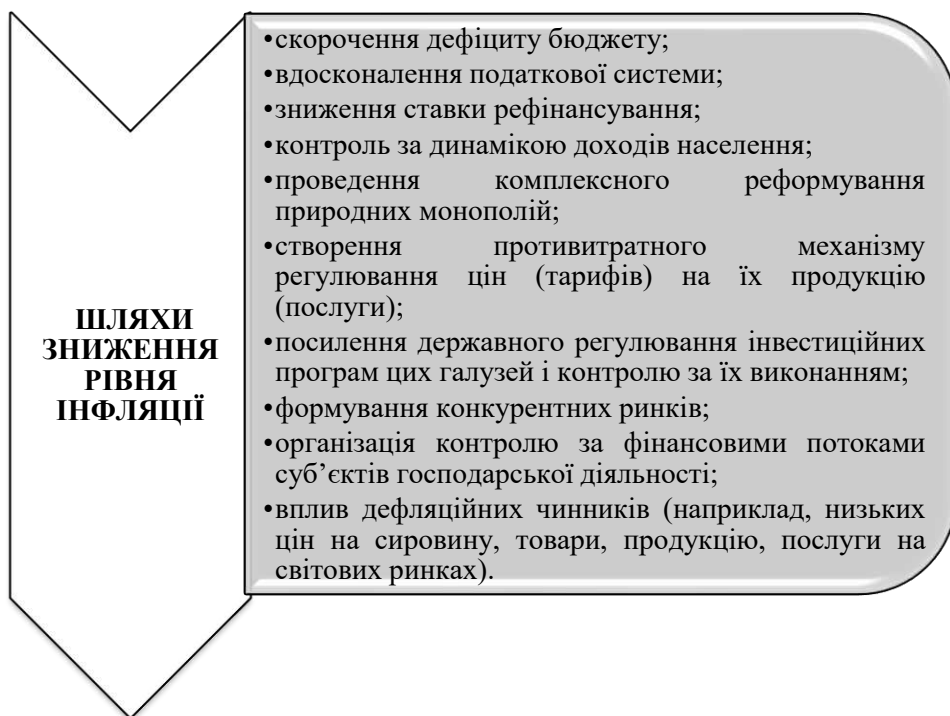 ШЛЯХИ
ЗНИЖЕННЯ
РІВНЯ
ІНФЛЯЦІЇ
•скорочення дефіциту бюджету;
•вдосконалення податкової системи;
•зниження ставки рефінансування;
•контроль за динамікою доходів населення;
•проведення комплексного реформування
природних монополій;
•створення противитратного механізму
регулювання цін (тарифів) на їх продукцію
(послуги);
•посилення державного регулювання інвестиційних
програм цих галузей і контролю за їх виконанням;
•формування конкурентних ринків;
•організація контролю за фінансовими потоками
суб’єктів господарської діяльності;
•вплив дефляційних чинників (наприклад, низьких
цін на сировину, товари, продукцію, послуги на
світових ринках).